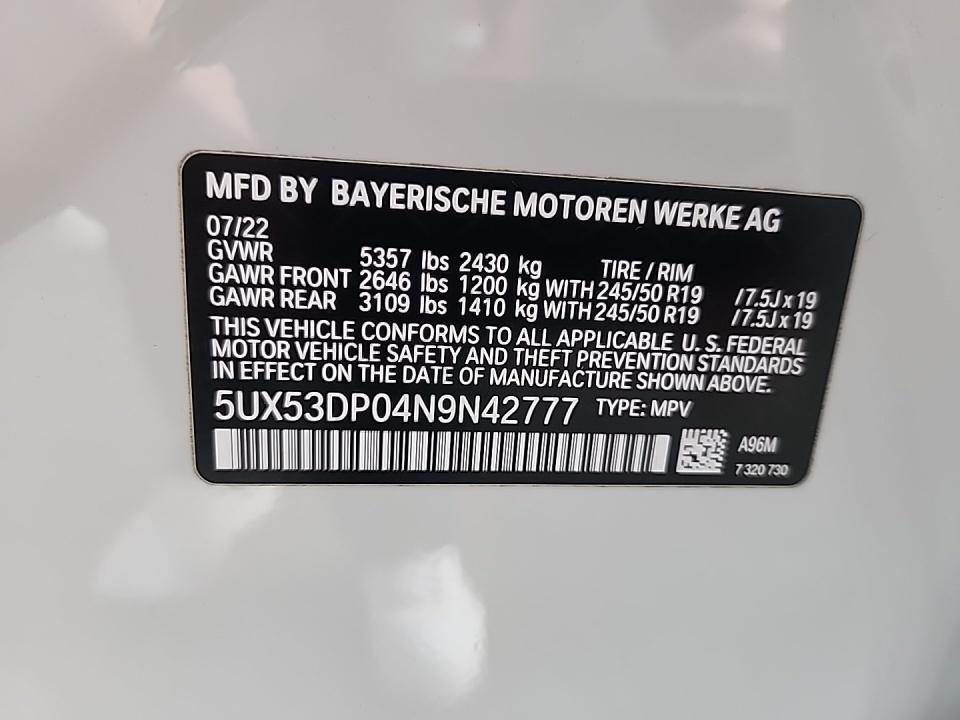 MFD BY BAYERISCHE MOTOREN WERKE AG
07/22
GVWR 5357 lbs 2430 kg TIRE / RIM
GAWR FRONT 2646 lbs 1200 kg WITH 245/50 R19 / 7.5J x 19
GAWR REAR 3109 lbs 1410 kg WITH 245/50 R19 / 7.5J x 19
THIS VEHICLE CONFORMS TO ALL APPLICABLE U. S. FEDERAL
MOTOR VEHICLE SAFETY AND THEFT PREVENTION STANDARDS
IN EFFECT ON THE DATE OF MANUFACTURE SHOWN ABOVE.
5UX53DP04N9N42777 TYPE: MPV
A96M
7 320 730